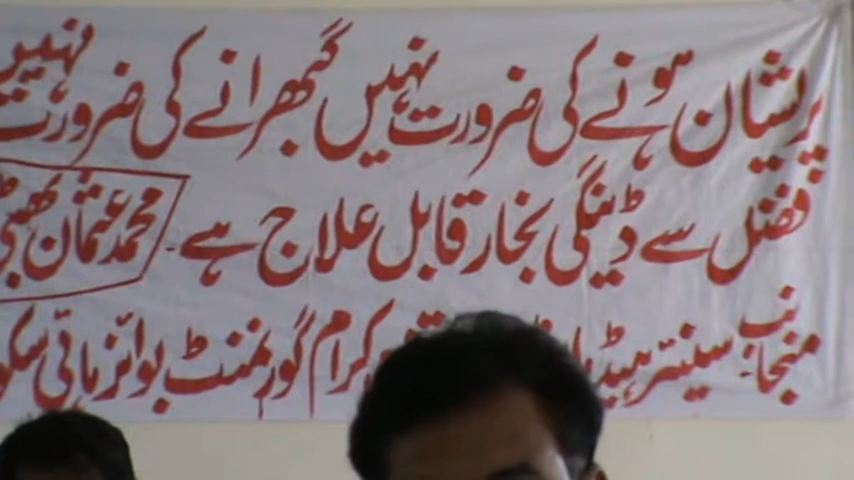 پریشان ہونے کی ضرورت نہیں گھبرانے کی ضرورت نہیں
فضل سے ڈینگی بخار قابل علاج ہے۔ محمد عثمان بھٹی
منجانب سینئر ہیڈ کرام گورنمنٹ بوائز ہائی سکو